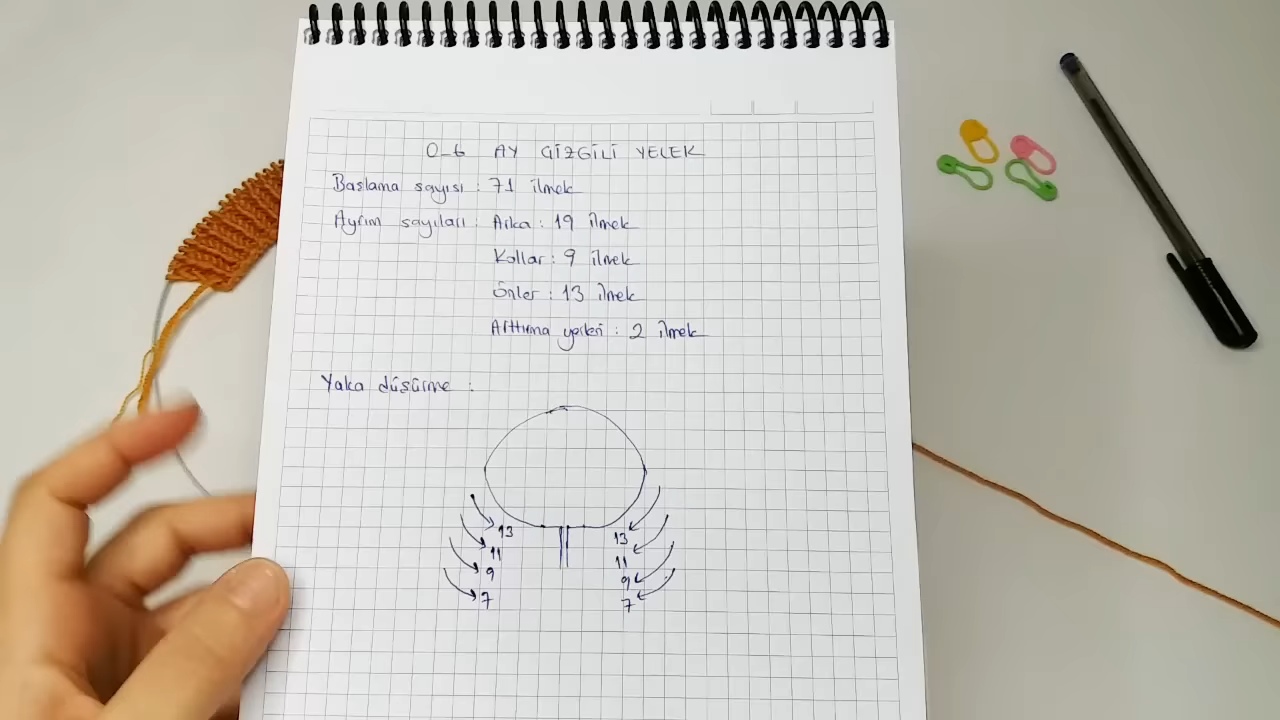 0-6 AY ÇİZGİLİ YELEK
Başlama sayısı : 71 ilmek
Ayrım sayıları : Arka : 19 ilmek
Kollar : 9 ilmek
Önler : 13 ilmek
Arttırma yerleri : 2 ilmek
Yaka düşürme :
13 13
11 11
9 9
7 7